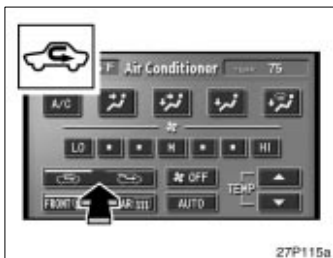 Air Conditioner 75
A/C
LO M HI
OFF
TEMP
FRONT
AUTO
27P115a